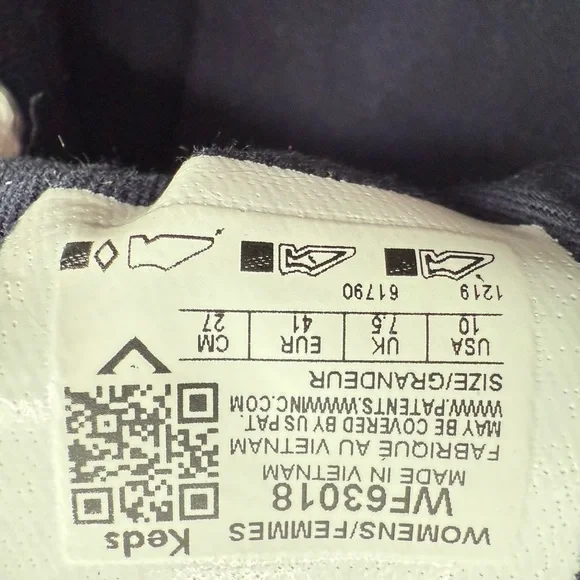 WOMENS/FEMMES
Keds
WF63018
MADE IN VIETNAM
FABRIQUÉ AU VIETNAM
MAY BE COVERED BY US PAT.
WWW.PATENTS.WWWINC.COM
SIZE/GRANDEUR
USA UK EUR CM
10 7.5 41 27
1219 61790